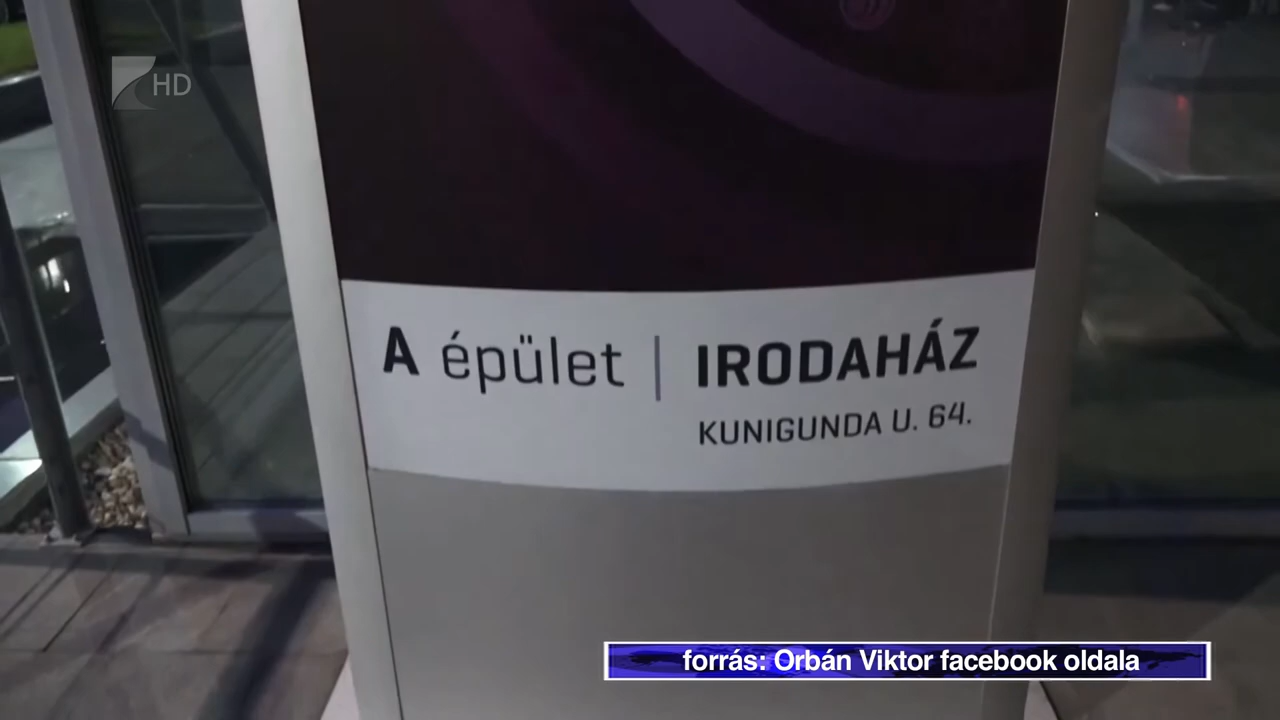 HD
A épület | IRODAHÁZ
KUNIGUNDA U. 64.
forrás: Orbán Viktor facebook oldala